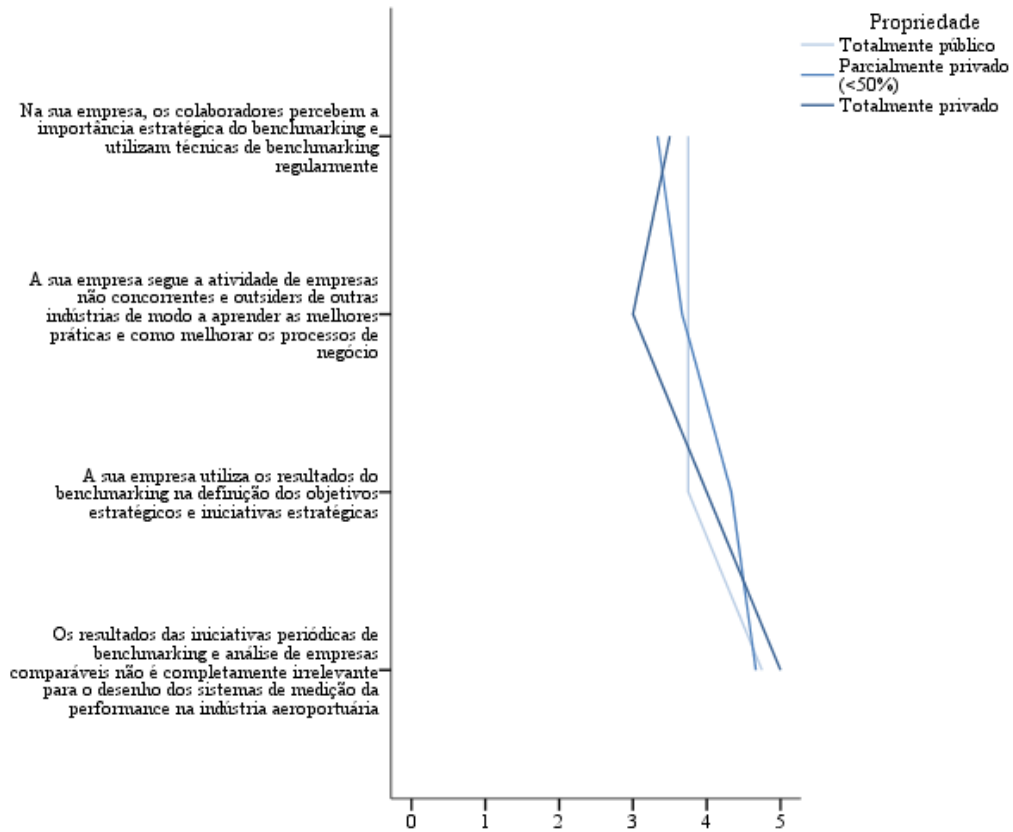 Propriedade
Totalmente público
Parcialmente privado
(<50%)
Totalmente privado
Na sua empresa, os colaboradores percebem a
importância estratégica do benchmarking e
utilizam técnicas de benchmarking
regularmente
A sua empresa segue a atividade de empresas
não concorrentes e outsiders de outras
indústrias de modo a aprender as melhores
práticas e como melhorar os processos de
negócio
A sua empresa utiliza os resultados do
benchmarking na definição dos objetivos
estratégicos e iniciativas estratégicas
Os resultados das iniciativas periódicas de
benchmarking e análise de empresas
comparáveis não é completamente irrelevante
para o desenho dos sistemas de medição da
performance na indústria aeroportuária
0 1 2 3 4 5